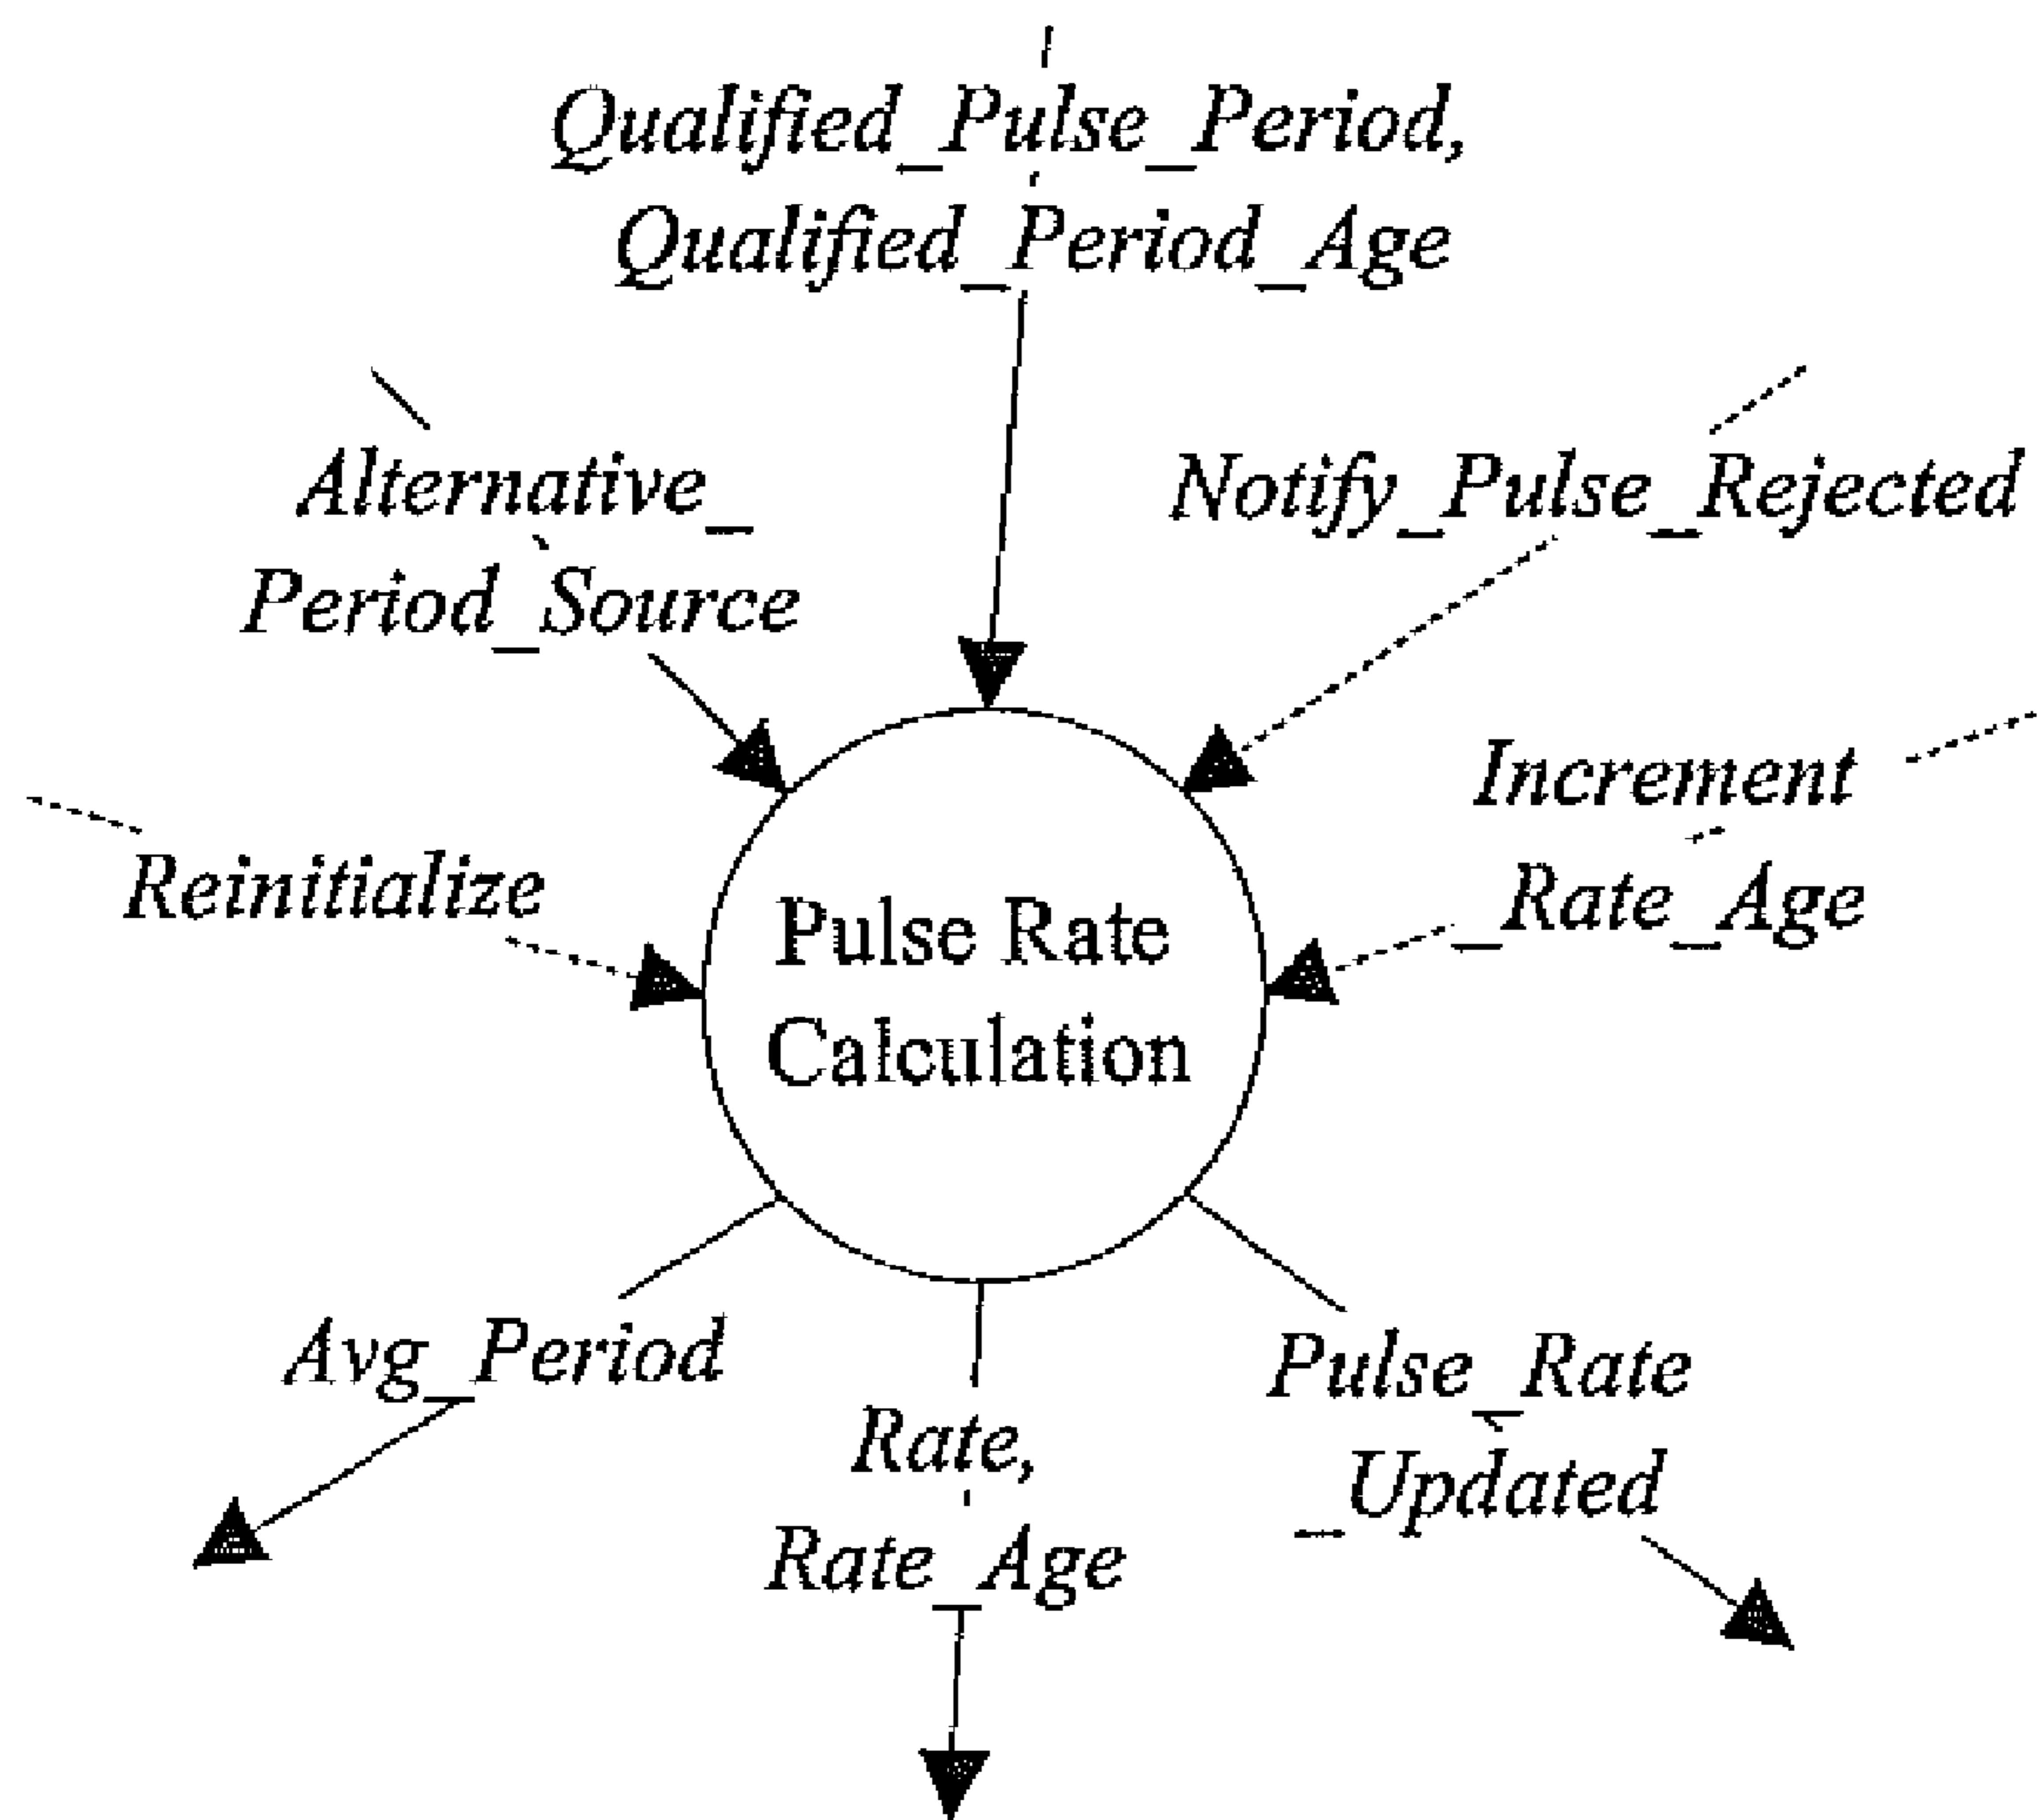 Qualified_Pulse_Period,
Qualified_Period_Age
Alternative_
Period_Source
Notify_Pulse_Rejected
Increment
_Rate_Age
Reinitialize
Pulse Rate
Calculation
Avg_Period
Rate,
Rate_Age
Pulse_Rate
_Updated